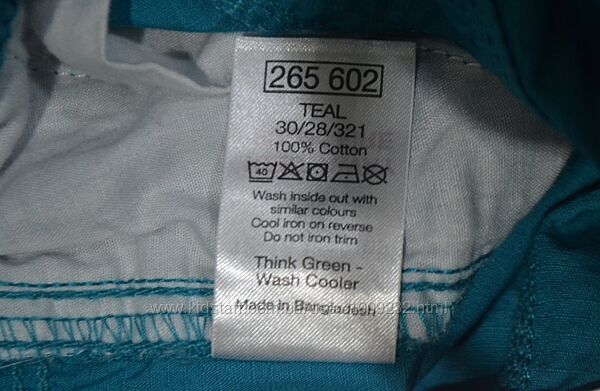 265 602
TEAL
30/28/321
100% Cotton
40
Wash inside out with
similar colours
Cool iron on reverse
Do not iron trim
Think Green -
Wash Cooler
Made in Bangladesh